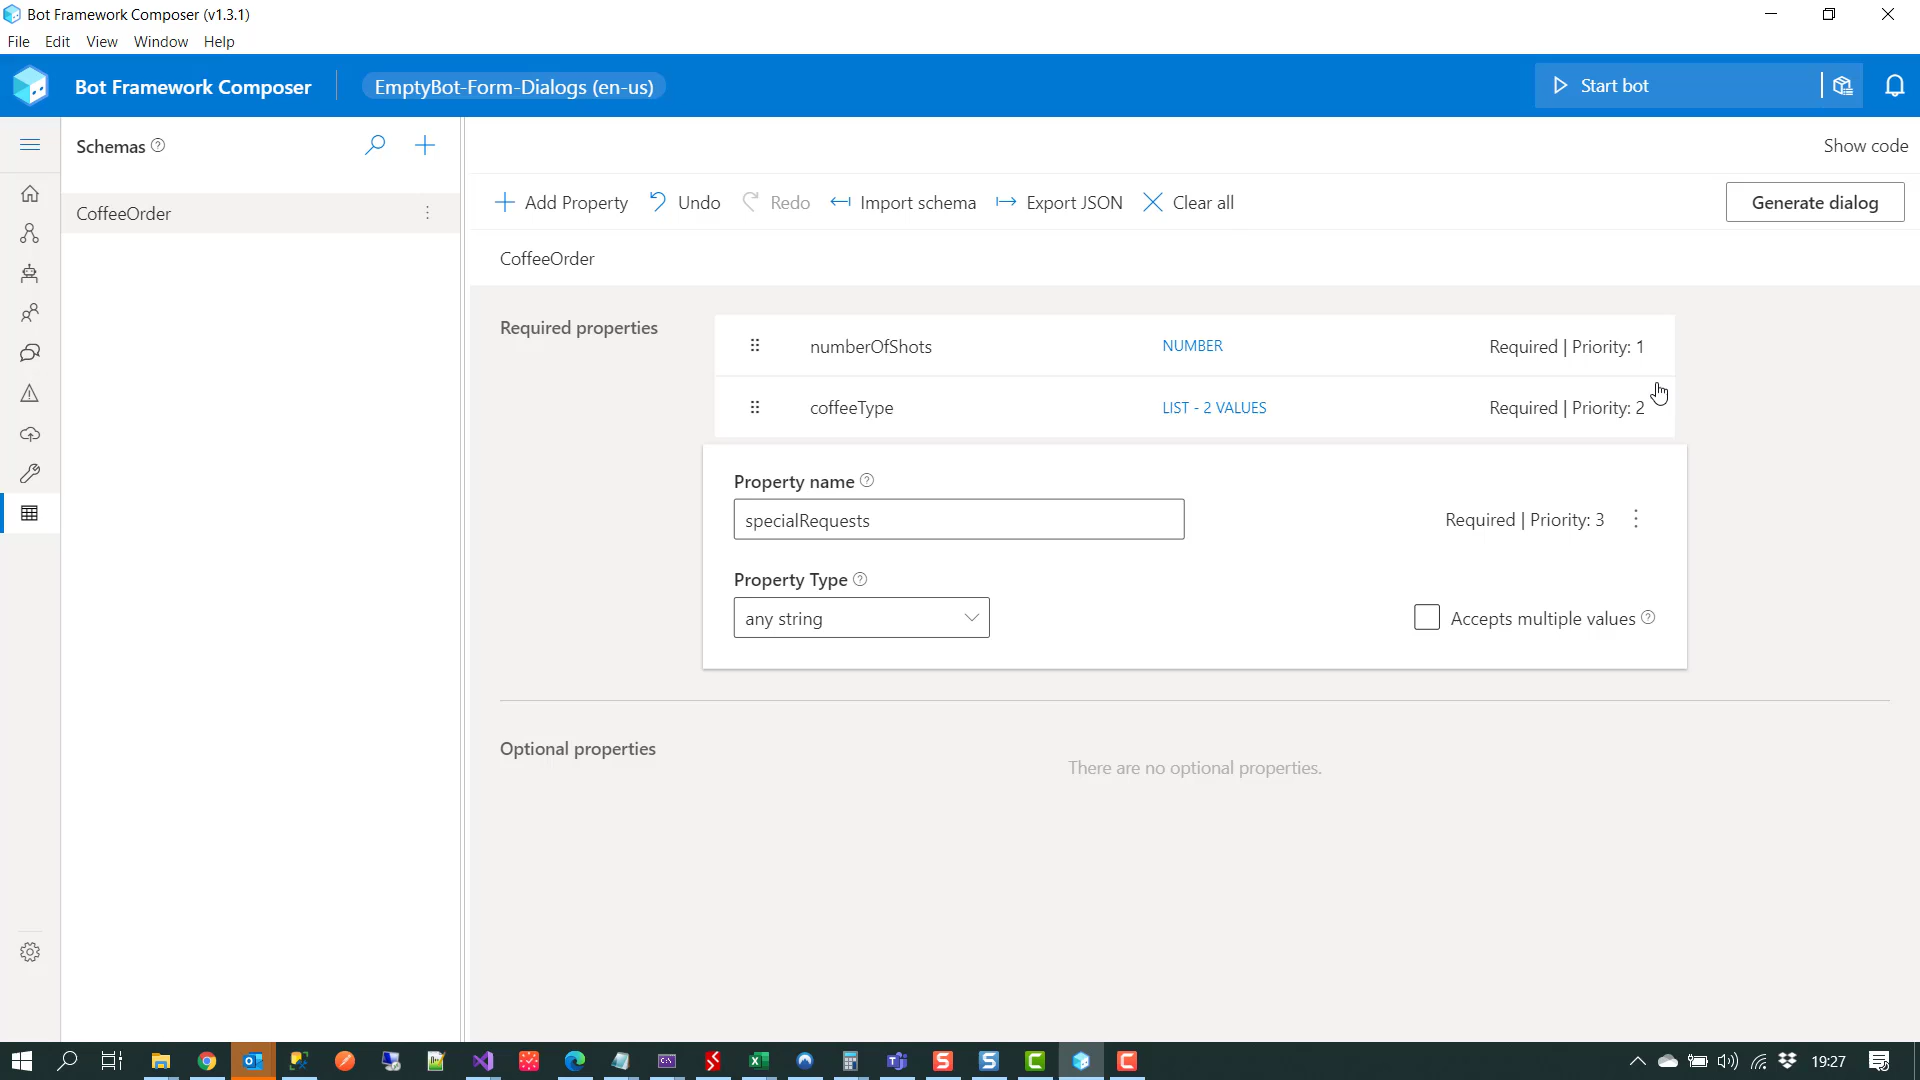 Bot Framework Composer (v1.3.1)
File Edit View Window Help
Bot Framework Composer
EmptyBot-Form-Dialogs (en-us)
Start bot
Schemas
Show code
CoffeeOrder
Add Property Undo Redo Import schema Export JSON Clear all
Generate dialog
CoffeeOrder
Required properties
numberOfShots NUMBER Required | Priority: 1
coffeeType LIST - 2 VALUES Required | Priority: 2
Property name
specialRequests
Required | Priority: 3
Property Type
any string
Accepts multiple values
Optional properties
There are no optional properties.
19:27